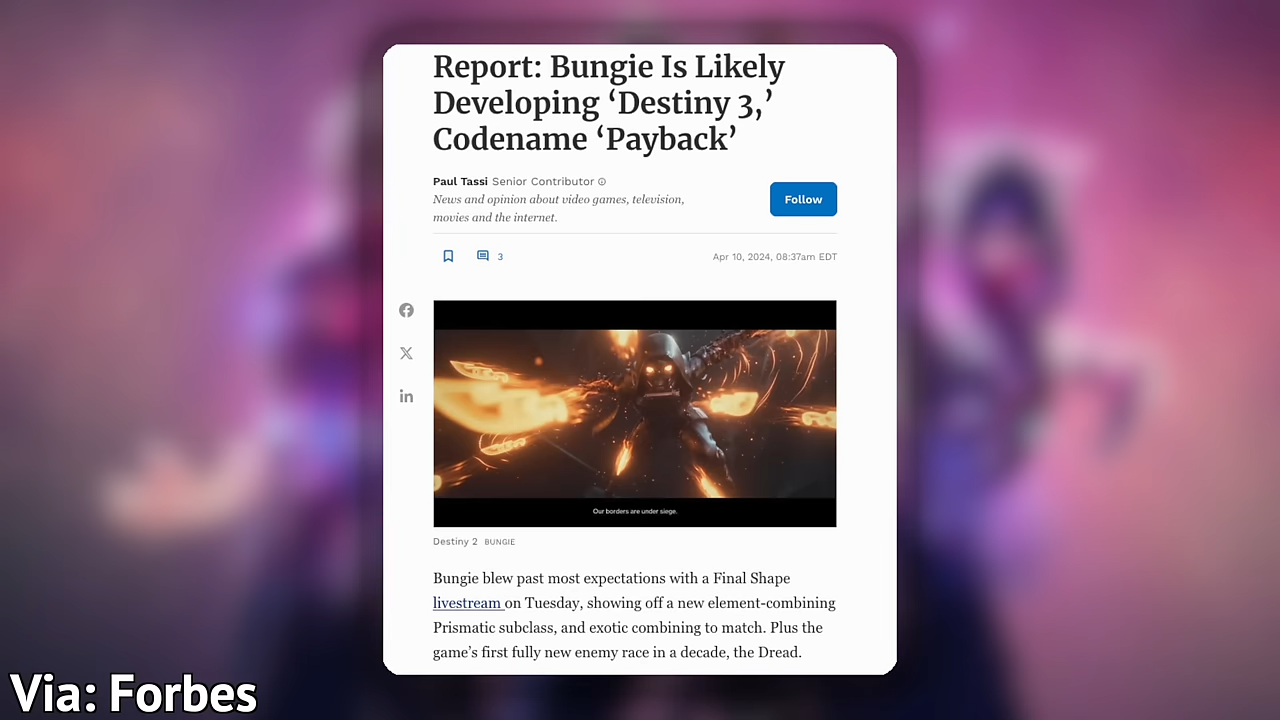 Report: Bungie Is Likely
Developing ‘Destiny 3,’
Codename ‘Payback’
Paul Tassi Senior Contributor
News and opinion about video games, television,
movies and the internet.
Follow
3
Apr 10, 2024, 08:37am EDT
Our borders are under siege.
Destiny 2 BUNGIE
Bungie blew past most expectations with a Final Shape
livestream on Tuesday, showing off a new element-combining
Prismatic subclass, and exotic combining to match. Plus the
game’s first fully new enemy race in a decade, the Dread.
Via: Forbes